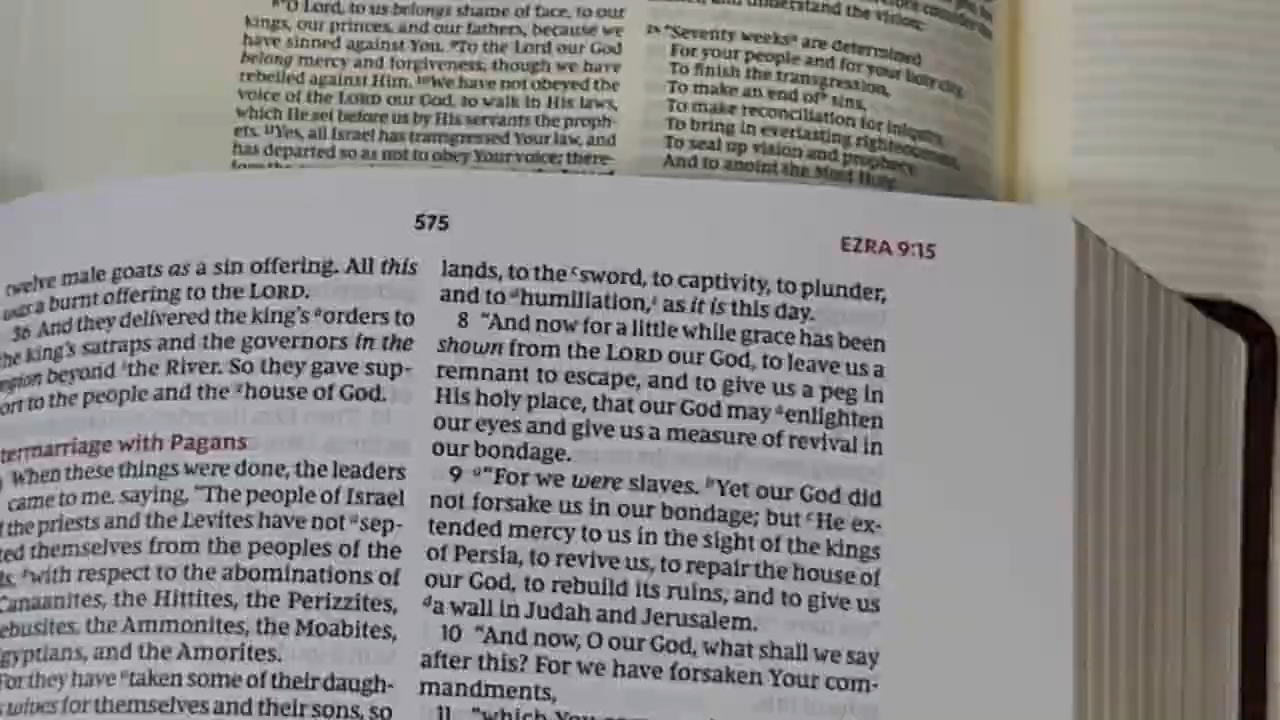 O Lord, to us belongs shame of face, to our
kings, our princes, and our fathers, because we
have sinned against You. ⁹To the Lord our God
belong mercy and forgiveness, though we have
rebelled against Him. ¹⁰We have not obeyed the
voice of the LORD our God, to walk in His laws,
which He set before us by His servants the proph-
ets. ¹¹Yes, all Israel has transgressed Your law, and
has departed so as not to obey Your voice; there-
understand the vision:
24 "Seventy weeks are determined
For your people and for your holy city,
To finish the transgression,
To make an end of sins,
To make reconciliation for iniquity,
To bring in everlasting righteousness,
To seal up vision and prophecy,
And to anoint the Most Holy.
575
EZRA 9:15
twelve male goats as a sin offering. All this
was a burnt offering to the LORD.
36 And they delivered the king's orders to
the king's satraps and the governors in the
beyond the River. So they gave sup-
to the people and the house of God.
with Pagans
When these things were done, the leaders
came to me, saying, "The people of Israel
the priests and the Levites have not sep-
themselves from the peoples of the
with respect to the abominations of
Canaanites, the Hittites, the Perizzites,
the Ammonites, the Moabites,
and the Amorites.
For they have taken some of their daugh-
wives for themselves and their sons, so
lands, to the ᶜsword, to captivity, to plunder,
and to ᵈhumiliation, as it is this day.
8 "And now for a little while grace has been
shown from the LORD our God, to leave us a
remnant to escape, and to give us a peg in
His holy place, that our God may enlighten
our eyes and give us a measure of revival in
our bondage.
9 ᵃ"For we were slaves. ᵇYet our God did
not forsake us in our bondage; but ᶜHe ex-
tended mercy to us in the sight of the kings
of Persia, to revive us, to repair the house of
our God, to rebuild its ruins, and to give us
ᵈa wall in Judah and Jerusalem.
10 "And now, O our God, what shall we say
after this? For we have forsaken Your com-
mandments,
11 "which You